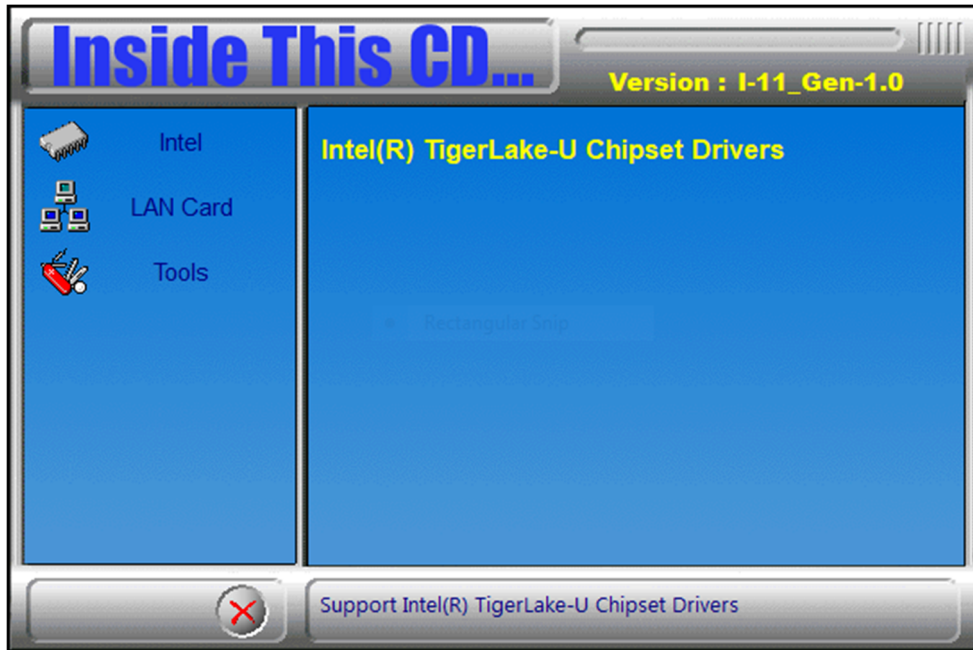 Inside This CD...
Version : I-11_Gen-1.0
Intel
LAN Card
Tools
Intel(R) TigerLake-U Chipset Drivers
Rectangular Snip
Support Intel(R) TigerLake-U Chipset Drivers